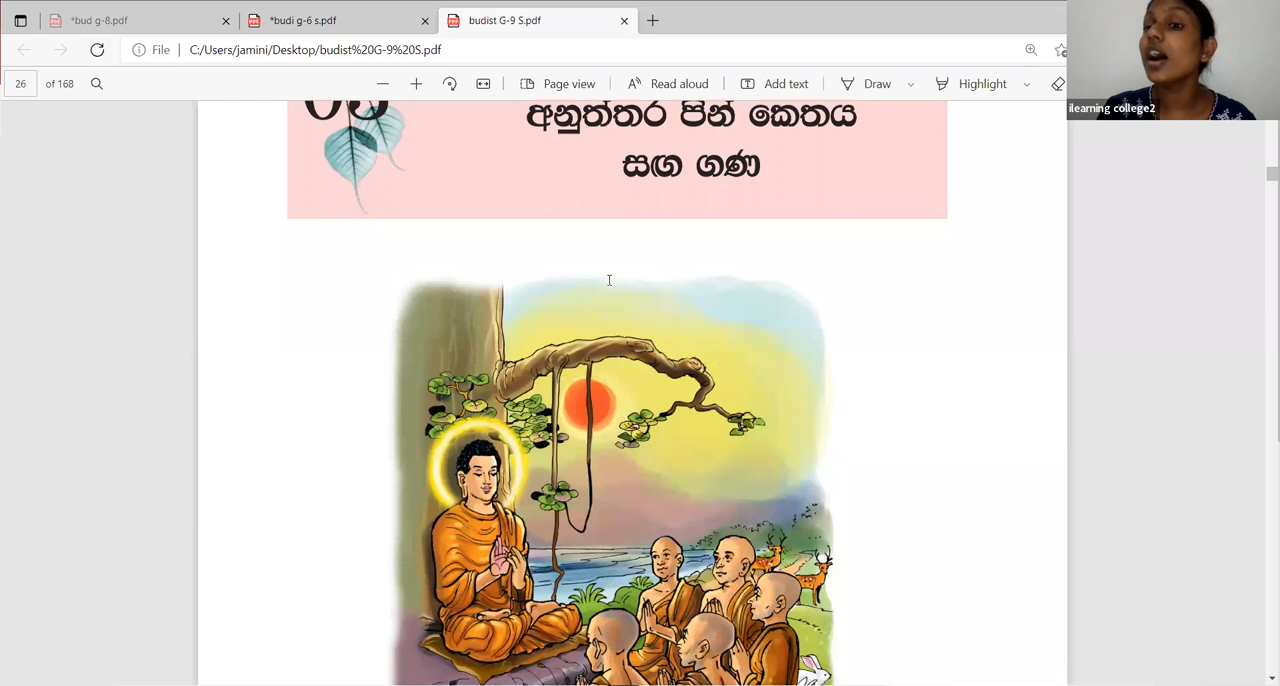 *bud g-8.pdf
*budi g-6 s.pdf
budist G-9 S.pdf
File C:/Users/jamini/Desktop/budist%20G-9%20S.pdf
26 of 168 Page view Read aloud Add text Draw Highlight
ilearning college2
අනුත්තර පින් කෙතය
සඟ ගණ